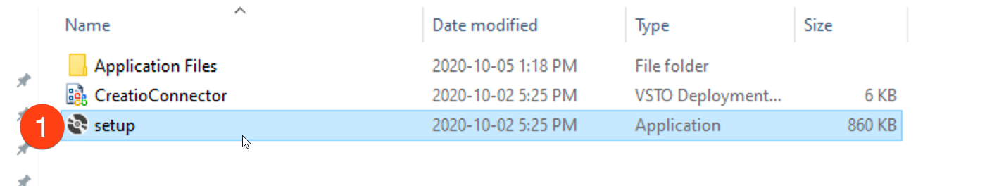 Name Date modified Type Size
Application Files 2020-10-05 1:18 PM File folder
CreatioConnector 2020-10-02 5:25 PM VSTO Deployment... 6 KB
1 setup 2020-10-02 5:25 PM Application 860 KB